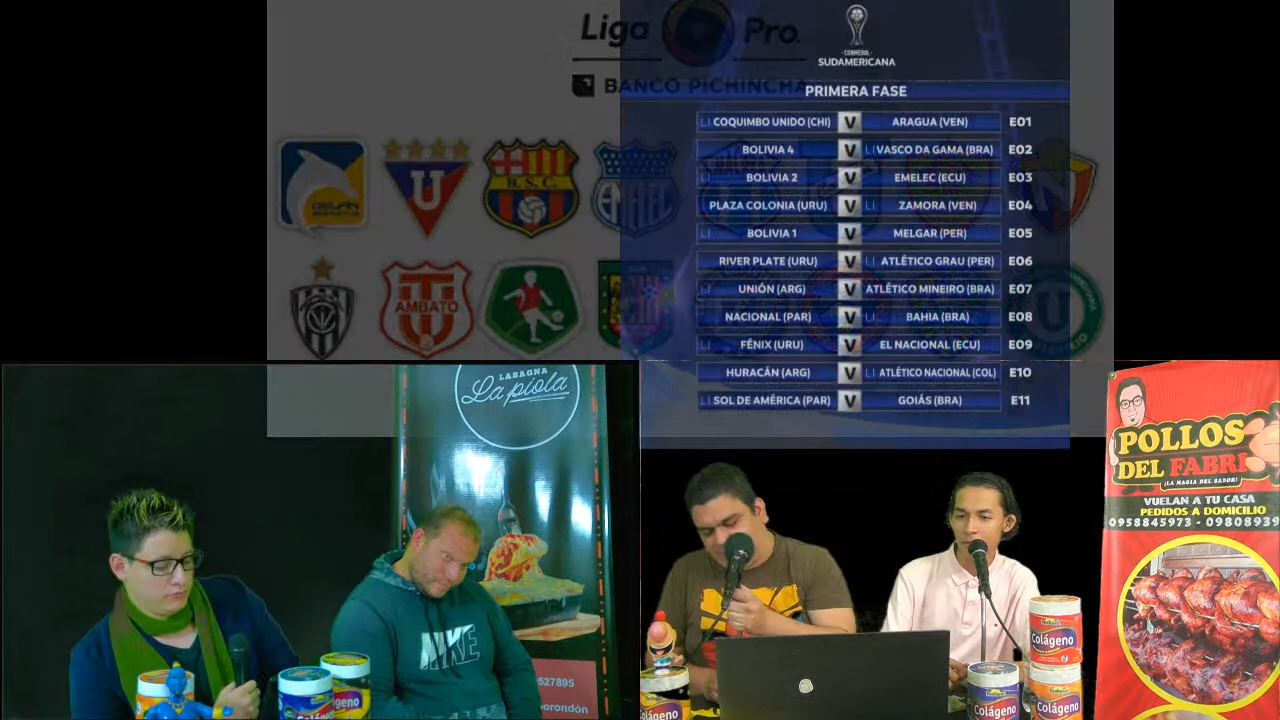 Liga Pro
BANCO PICHINCHA
CONMEBOL
SUDAMERICANA
PRIMERA FASE
COQUIMBO UNIDO (CHI) V ARAGUA (VEN) E01
BOLIVIA 4 V VASCO DA GAMA (BRA) E02
BOLIVIA 2 V EMELEC (ECU) E03
PLAZA COLONIA (URU) V ZAMORA (VEN) E04
BOLIVIA 1 V MELGAR (PER) E05
RIVER PLATE (URU) V ATLÉTICO GRAU (PER) E06
UNIÓN (ARG) V ATLÉTICO MINEIRO (BRA) E07
NACIONAL (PAR) V BAHIA (BRA) E08
FÉNIX (URU) V EL NACIONAL (ECU) E09
HURACÁN (ARG) V ATLÉTICO NACIONAL (COL) E10
SOL DE AMÉRICA (PAR) V GOIÁS (BRA) E11
DELFIN
U
B.S.C.
EMELEC
N
AMBATO
U
LASAGNA
La piola
NIKE
527895
orondón
POLLOS
DEL FABRI
¡LA MAGIA DEL SABOR!
VUELAN A TU CASA
PEDIDOS A DOMICILIO
0958845973 - 09808939
Colágeno
Colágeno
Colágeno
Colágeno